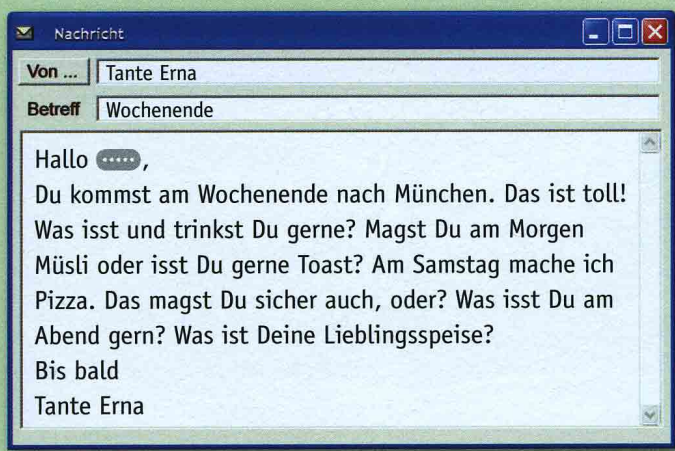 Nachricht
Von ... Tante Erna
Betreff Wochenende
Hallo ·····,
Du kommst am Wochenende nach München. Das ist toll!
Was isst und trinkst Du gerne? Magst Du am Morgen
Müsli oder isst Du gerne Toast? Am Samstag mache ich
Pizza. Das magst Du sicher auch, oder? Was isst Du am
Abend gern? Was ist Deine Lieblingsspeise?
Bis bald
Tante Erna